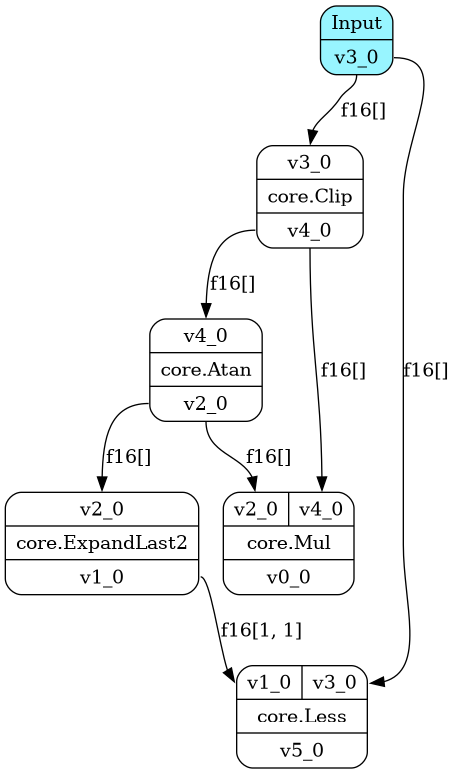 Input
v3_0
f16[]
v3_0
core.Clip
v4_0
f16[]
v4_0
core.Atan
v2_0
f16[]
f16[]
f16[]
f16[]
v2_0
core.ExpandLast2
v1_0
v2_0 v4_0
core.Mul
v0_0
f16[1, 1]
v1_0 v3_0
core.Less
v5_0